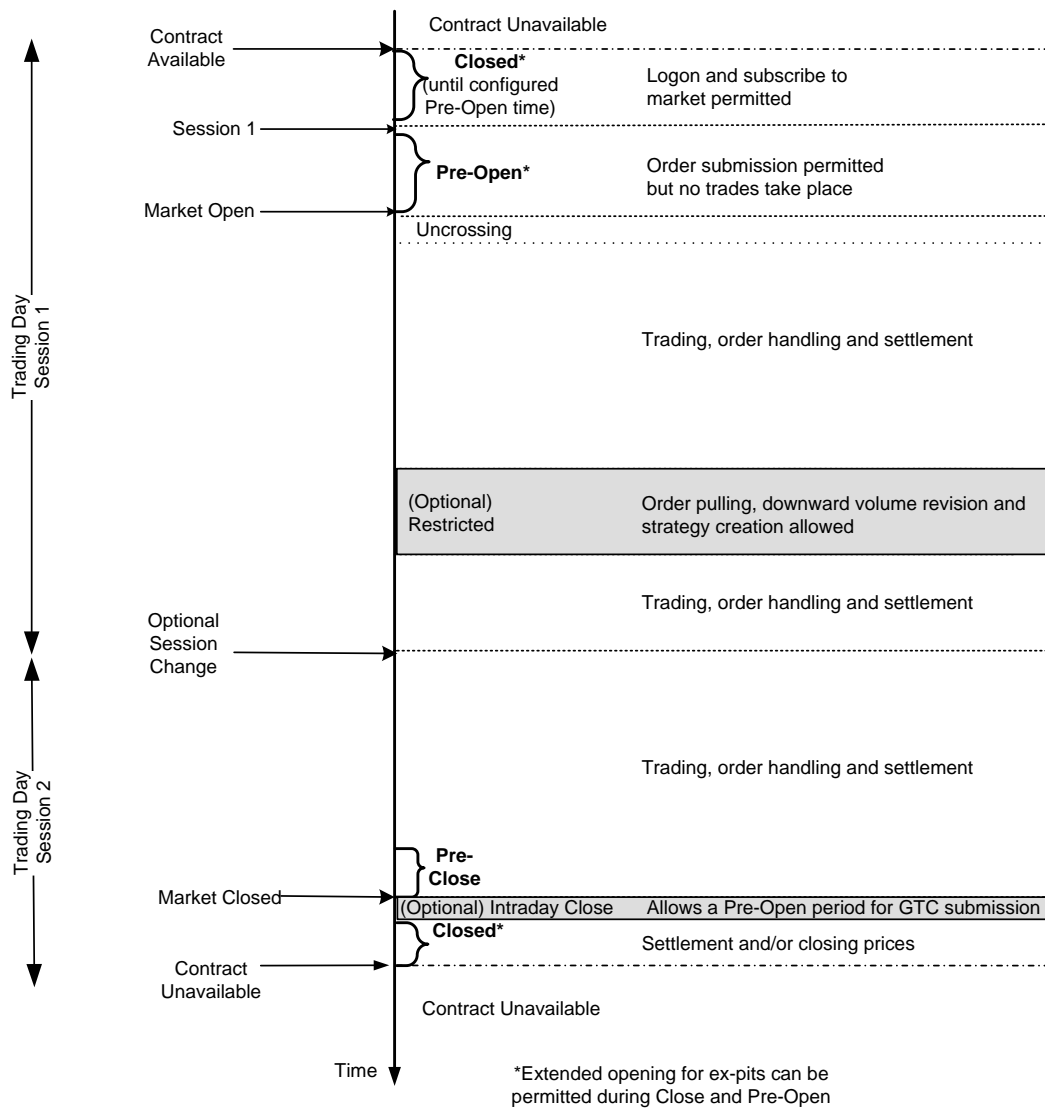 Contract Unavailable
Contract
Available
Closed*
(until configured
Pre-Open time)
Logon and subscribe to
market permitted
Session 1
Pre-Open*
Order submission permitted
but no trades take place
Market Open
Uncrossing
Trading Day
Session 1
Trading, order handling and settlement
(Optional)
Restricted
Order pulling, downward volume revision and
strategy creation allowed
Trading, order handling and settlement
Optional
Session
Change
Trading Day
Session 2
Trading, order handling and settlement
Pre-
Close
Market Closed
(Optional) Intraday Close Allows a Pre-Open period for GTC submission
Closed*
Settlement and/or closing prices
Contract
Unavailable
Contract Unavailable
Time
*Extended opening for ex-pits can be
permitted during Close and Pre-Open